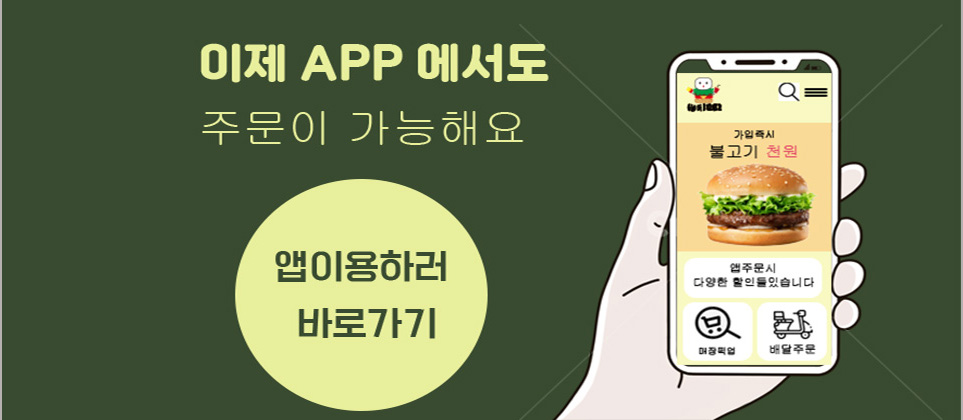 이제 APP 에서도
주문이 가능해요
앱이용하러
바로가기
가입즉시
불고기 천원
앱주문시
다양한 할인들있습니다
매장픽업
배달주문